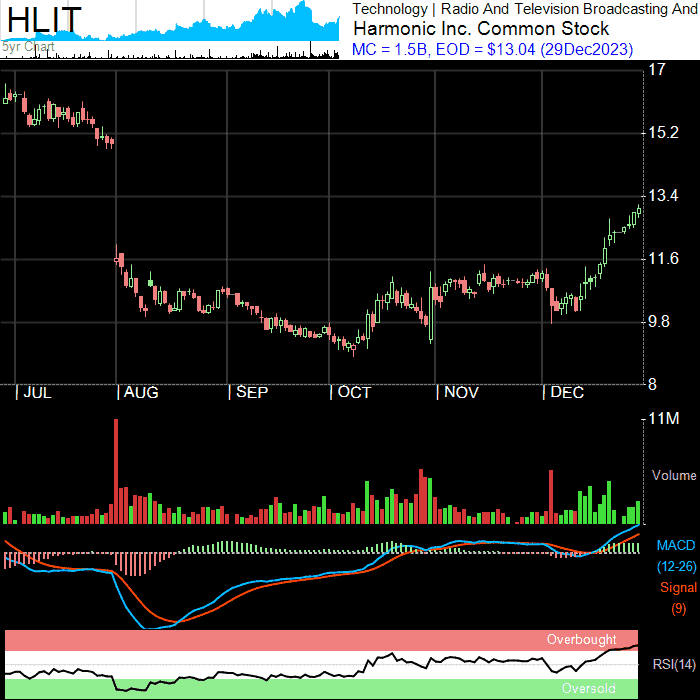 HLIT
5yr Chart
Technology | Radio And Television Broadcasting And
Harmonic Inc. Common Stock
MC = 1.5B, EOD = $13.04 (29Dec2023)
17
15.2
13.4
11.6
9.8
8
JUL
AUG
SEP
OCT
NOV
DEC
11M
Volume
MACD
(12-26)
Signal
(9)
Overbought
RSI(14)
Oversold